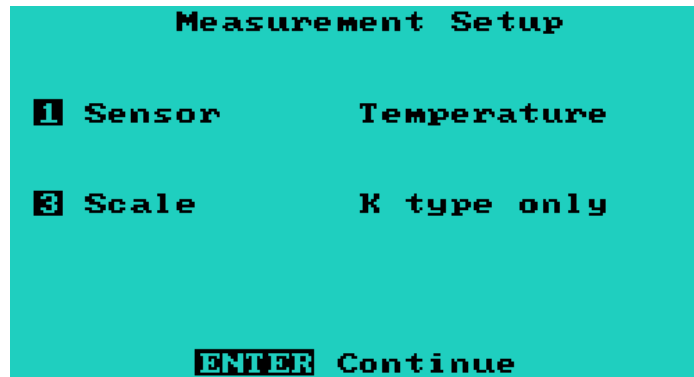 Measurement Setup
1 Sensor Temperature
3 Scale K type only
ENTER Continue